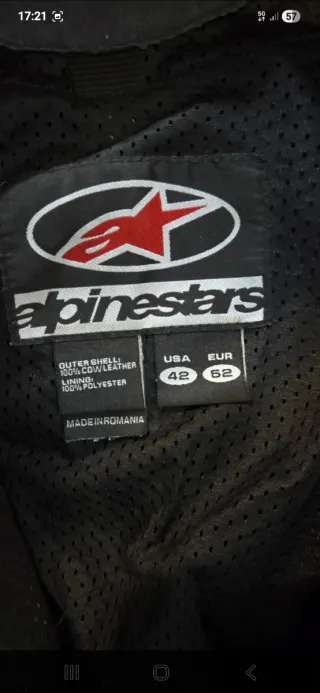 17:21
5G
57
alpinestars
OUTER SHELL:
100% COW LEATHER
LINING:
100% POLYESTER
MADE IN ROMANIA
USA EUR
42 52